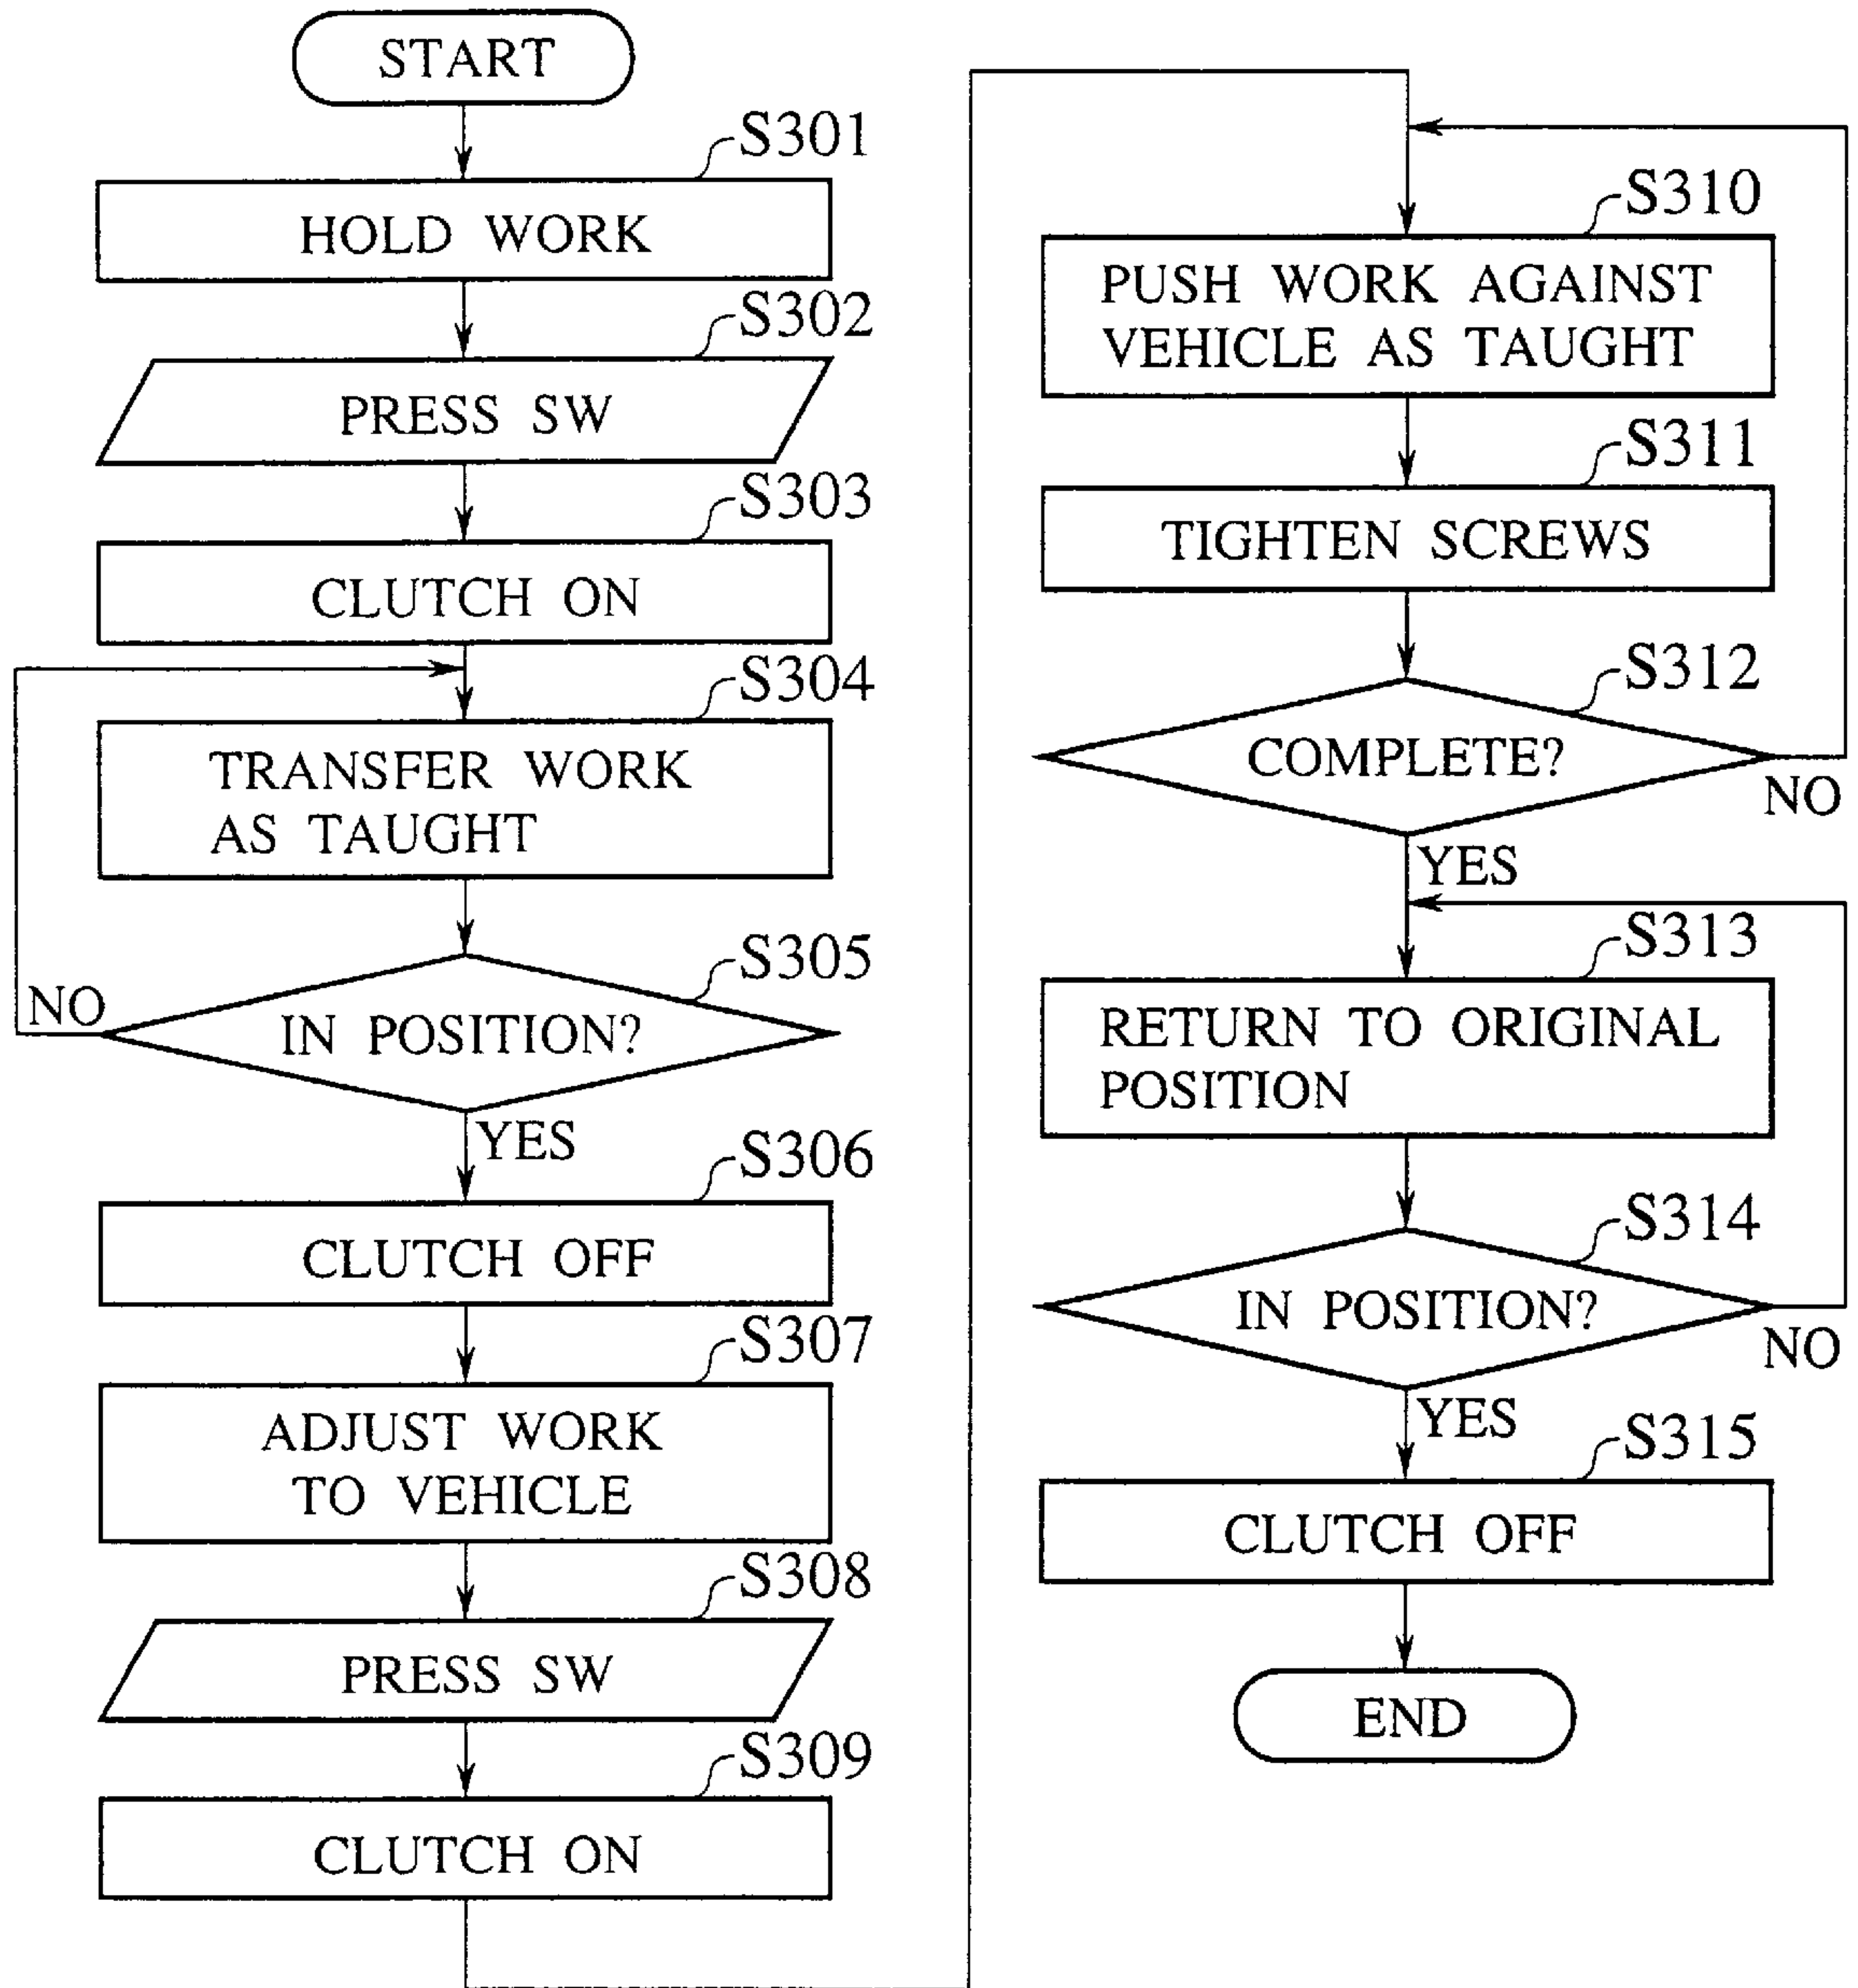 START
S301
HOLD WORK
S302
PRESS SW
S303
CLUTCH ON
S304
TRANSFER WORK
AS TAUGHT
S305
NO
IN POSITION?
YES
S306
CLUTCH OFF
S307
ADJUST WORK
TO VEHICLE
S308
PRESS SW
S309
CLUTCH ON
S310
PUSH WORK AGAINST
VEHICLE AS TAUGHT
S311
TIGHTEN SCREWS
S312
COMPLETE?
NO
YES
S313
RETURN TO ORIGINAL
POSITION
S314
IN POSITION?
NO
YES
S315
CLUTCH OFF
END